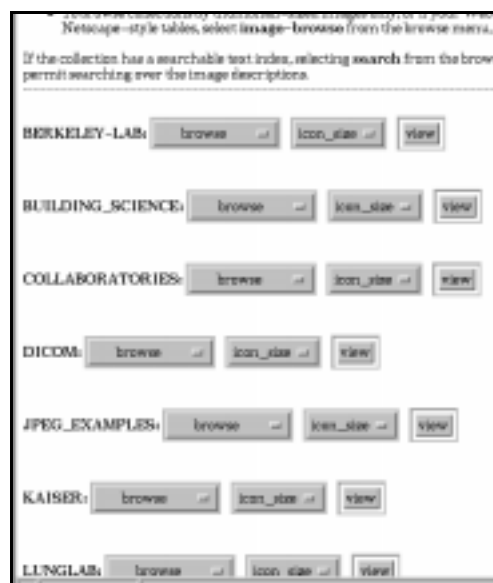 Netscape-style tables, select image-browse from the browse menu.
If the collection has a searchable text index, selecting search from the brow
permit searching over the image descriptions.
BERKELEY-LAB: browse icon_size view
BUILDING_SCIENCE: browse icon_size view
COLLABORATORIES: browse icon_size view
DICOM: browse icon_size view
JPEG_EXAMPLES: browse icon_size view
KAISER: browse icon_size view
LUNGLAB: browse icon_size view